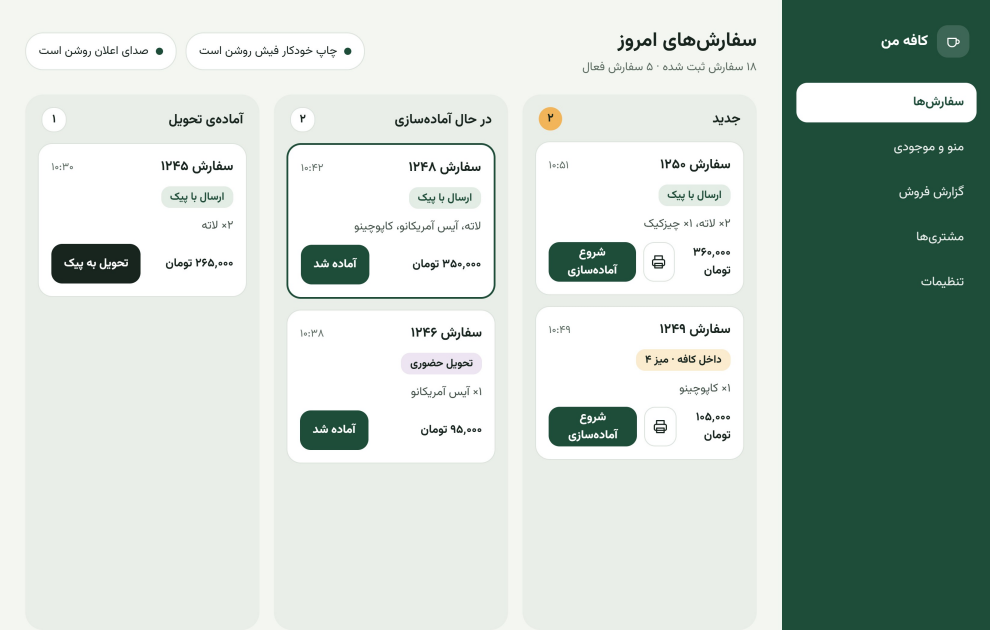 کافه من
سفارش‌ها
منو و موجودی
گزارش فروش
مشتری‌ها
تنظیمات
سفارش‌های امروز
۱۸ سفارش ثبت شده · ۵ سفارش فعال
چاپ خودکار فیش روشن است
صدای اعلان روشن است
جدید
۲
سفارش ۱۲۵۰
۱۰:۵۱
ارسال با پیک
۲× لاته، ۱× چیزکیک
۳۶۰,۰۰۰
تومان
شروع
آماده‌سازی
سفارش ۱۲۴۹
۱۰:۴۹
داخل کافه · میز ۴
۱× کاپوچینو
۱۰۵,۰۰۰
تومان
شروع
آماده‌سازی
در حال آماده‌سازی
۲
سفارش ۱۲۴۸
۱۰:۴۲
ارسال با پیک
لاته، آیس آمریکانو، کاپوچینو
۳۵۰,۰۰۰ تومان
آماده شد
سفارش ۱۲۴۶
۱۰:۳۸
تحویل حضوری
۱× آیس آمریکانو
۹۵,۰۰۰ تومان
آماده شد
آماده‌ی تحویل
۱
سفارش ۱۲۴۵
۱۰:۳۰
ارسال با پیک
۲× لاته
۲۶۵,۰۰۰ تومان
تحویل به پیک